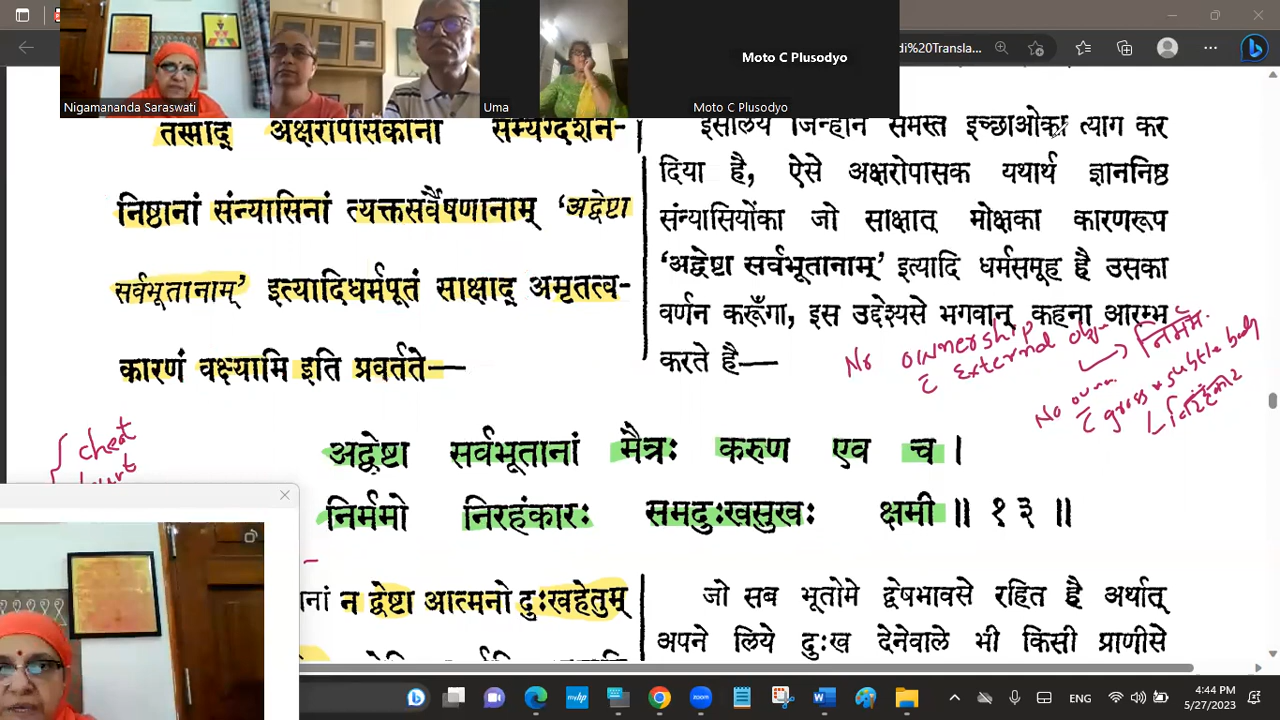 di%20Transla...
Moto C Plusodyo
Nigamananda Saraswati
Uma
Moto C Plusodyo
तस्माद् अक्षरोपासकानां सम्यग्दर्शन-
निष्ठानां संन्यासिनां त्यक्तसर्वैषणानाम् ‘अद्वेष्टा
सर्वभूतानाम्’ इत्यादिधर्मपूतं साक्षाद् अमृतत्व-
कारणं वक्ष्यामि इति प्रवर्तते—
इसलिये जिन्होंने समस्त इच्छाओंका त्याग कर
दिया है, ऐसे अक्षरोपासक यथार्थ ज्ञाननिष्ठ
संन्यासियोंका जो साक्षात् मोक्षका कारणरूप
‘अद्वेष्टा सर्वभूतानाम्’ इत्यादि धर्मसमूह है उसका
वर्णन करूँगा, इस उद्देश्यसे भगवान् कहना आरम्भ
करते है—
No ownership
external obj
निर्मम.
No
gross & subtle body
निरहंकार
cheat
अद्वेष्टा सर्वभूतानां मैत्रः करुण एव च ।
निर्ममो निरहंकारः समदुःखसुखः क्षमी ॥ १३ ॥
नां न द्वेष्टा आत्मनो दुःखहेतुम्
जो सब भूतोमे द्वेषभावसे रहित है अर्थात्
अपने लिये दुःख देनेवाले भी किसी प्राणीसे
hp
zoom
W
ENG
4:44 PM
5/27/2023